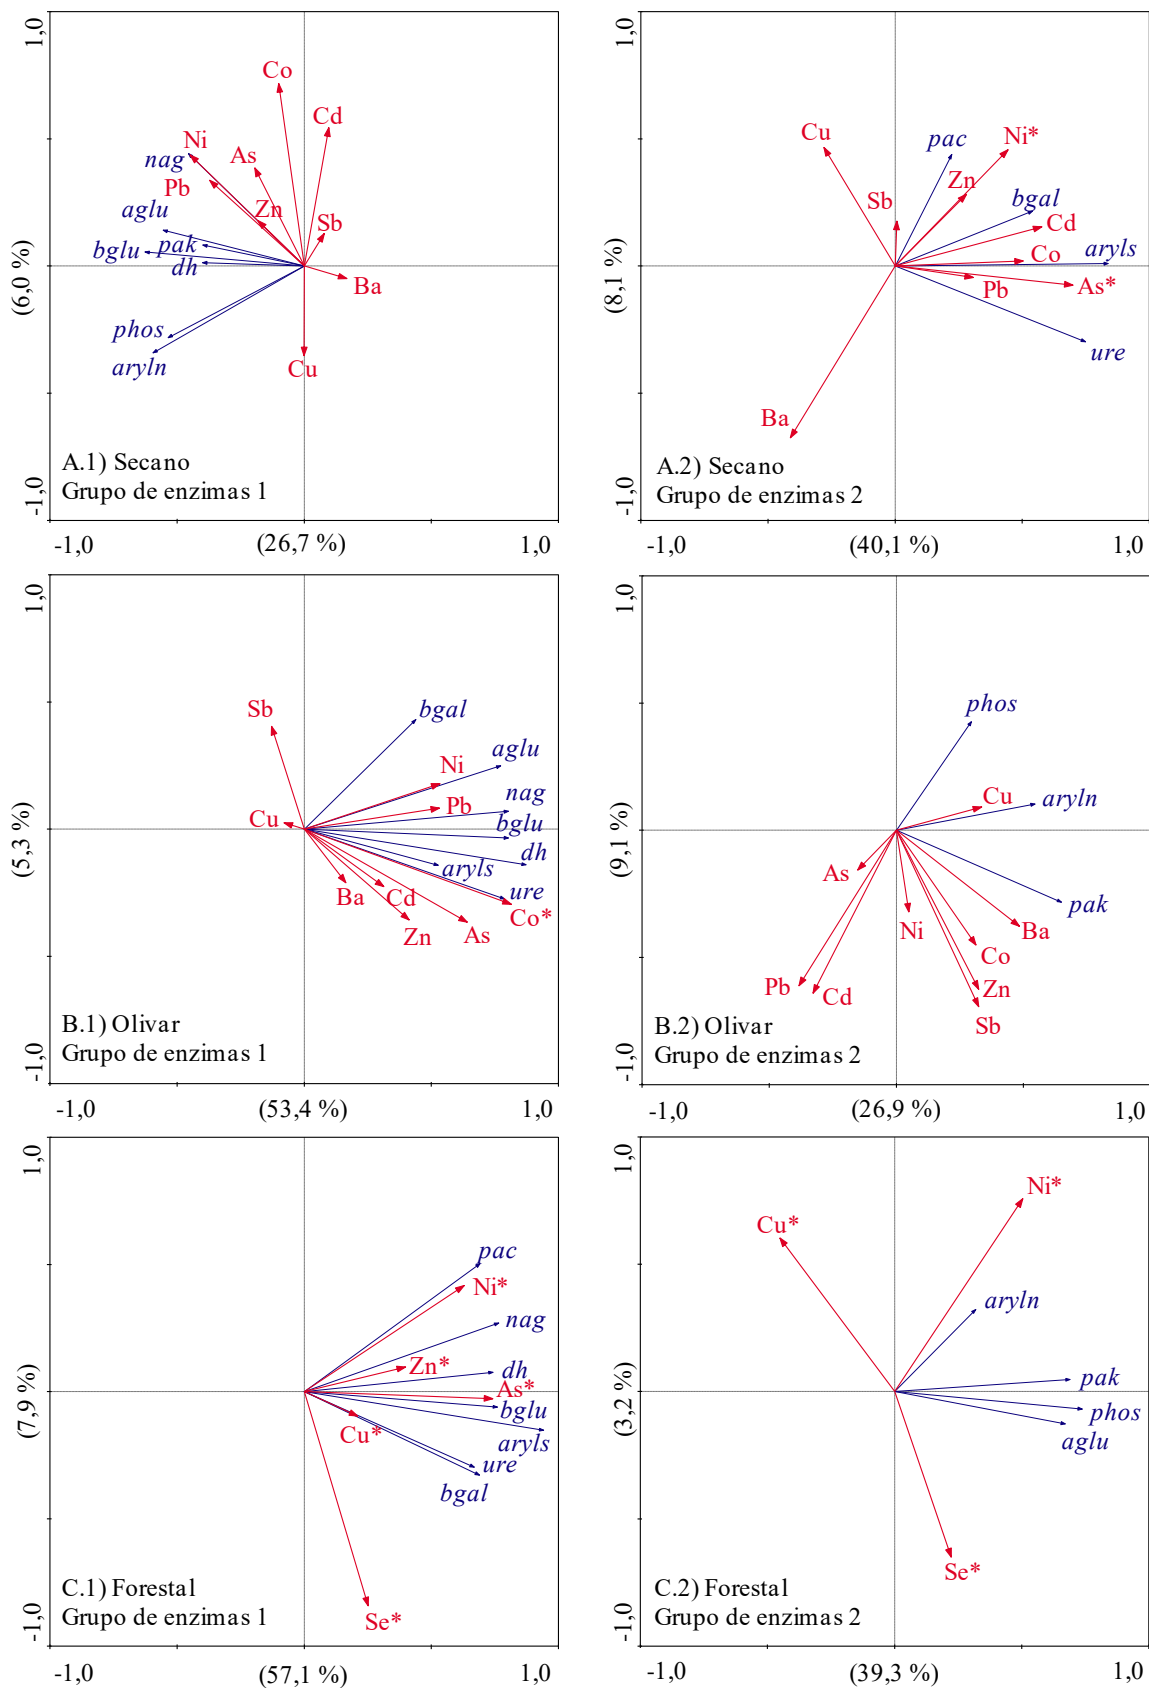 1,0
Co
Cd
Ni
nag
As
Pb
Zn
aglu
Sb
bglu
pak
dh
Ba
phos
aryln
Cu
(6,0 %)
A.1) Secano
Grupo de enzimas 1
-1,0
-1,0
(26,7 %)
1,0
1,0
Cu
pac
Ni*
Zn
Sb
bgal
Cd
aryls
Co
Pb
As*
ure
Ba
(8,1 %)
A.2) Secano
Grupo de enzimas 2
-1,0
-1,0
(40,1 %)
1,0
1,0
Sb
bgal
aglu
Ni
nag
Pb
Cu
bglu
dh
aryls
ure
Ba
Cd
Co*
Zn
As
(5,3 %)
B.1) Olivar
Grupo de enzimas 1
-1,0
-1,0
(53,4 %)
1,0
1,0
phos
Cu
aryln
As
pak
Ni
Ba
Co
Pb
Cd
Zn
Sb
(9,1 %)
B.2) Olivar
Grupo de enzimas 2
-1,0
-1,0
(26,9 %)
1,0
1,0
pac
Ni*
nag
Zn*
dh
As*
bglu
Cu*
aryls
ure
bgal
Se*
(7,9 %)
C.1) Forestal
Grupo de enzimas 1
-1,0
-1,0
(57,1 %)
1,0
1,0
Ni*
Cu*
aryln
pak
phos
aglu
Se*
(3,2 %)
C.2) Forestal
Grupo de enzimas 2
-1,0
-1,0
(39,3 %)
1,0